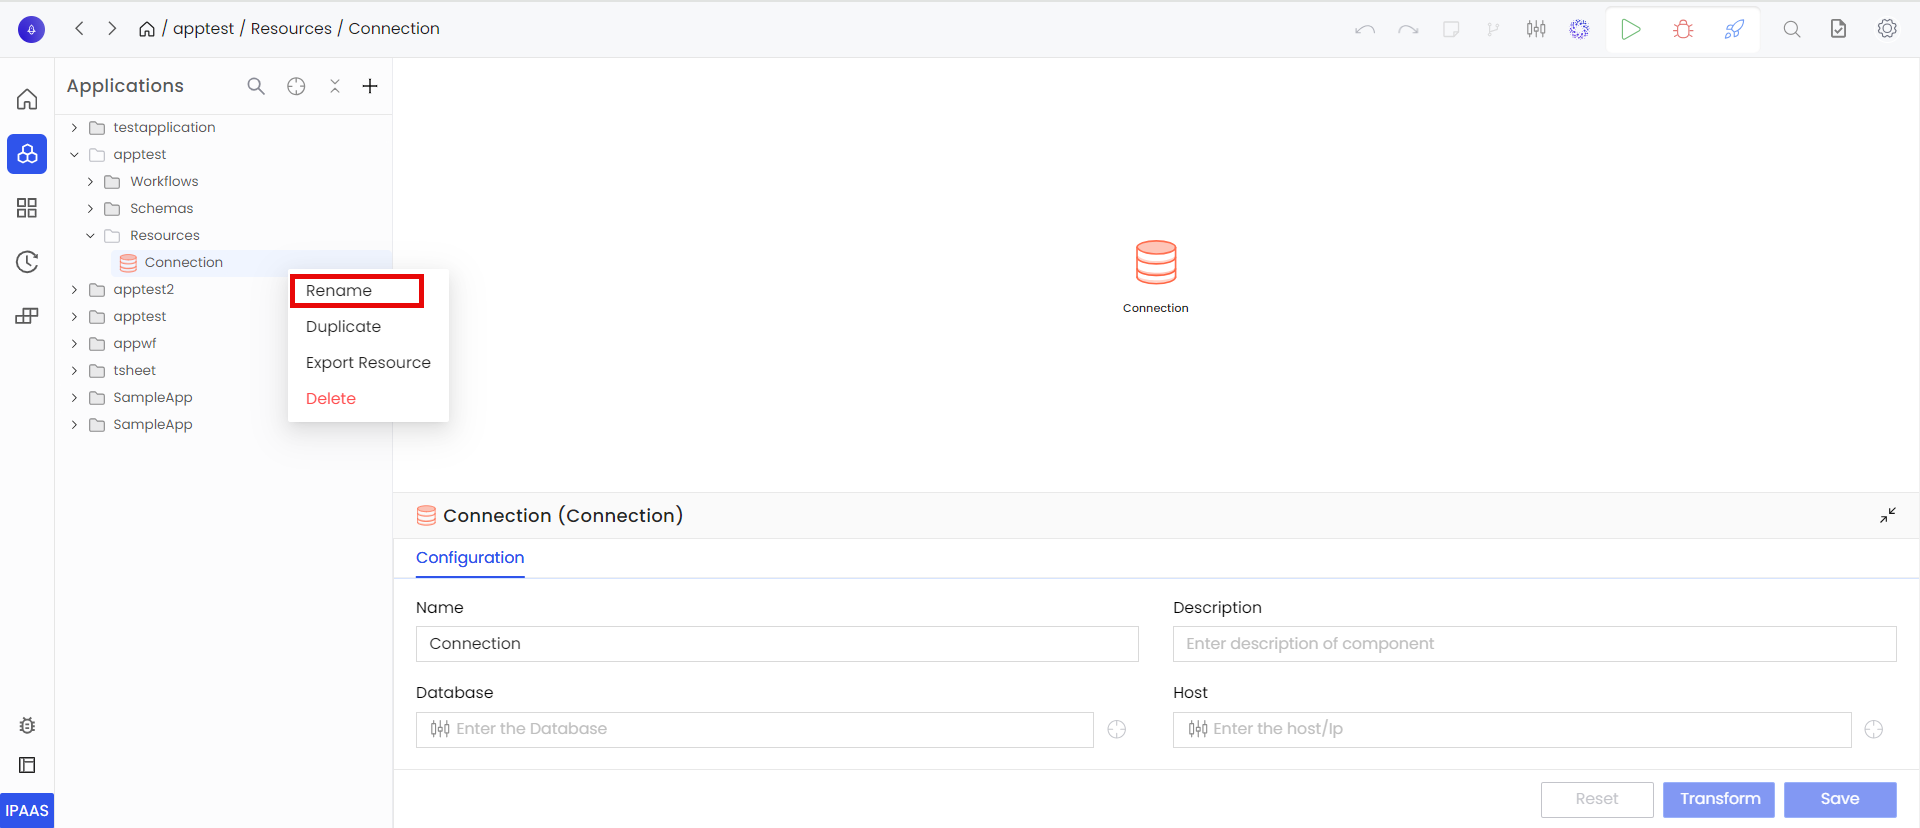 / apptest / Resources / Connection
Applications
testapplication
apptest
Workflows
Schemas
Resources
Connection
apptest2
apptest
appwf
tsheet
SampleApp
SampleApp
Rename
Duplicate
Export Resource
Delete
Connection
Connection (Connection)
Configuration
Name
Description
Connection
Enter description of component
Database
Host
Enter the Database
Enter the host/Ip
Reset
Transform
Save
IPAAS